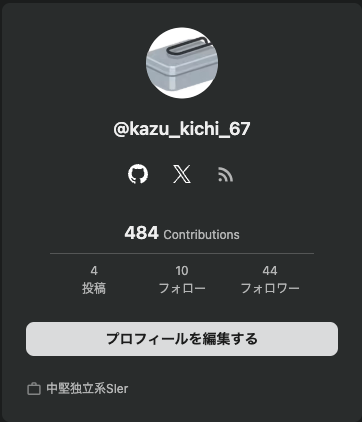 @kazu_kichi_67
484 Contributions
4 10 44
投稿 フォロー フォロワー
プロフィールを編集する
中堅独立系SIer